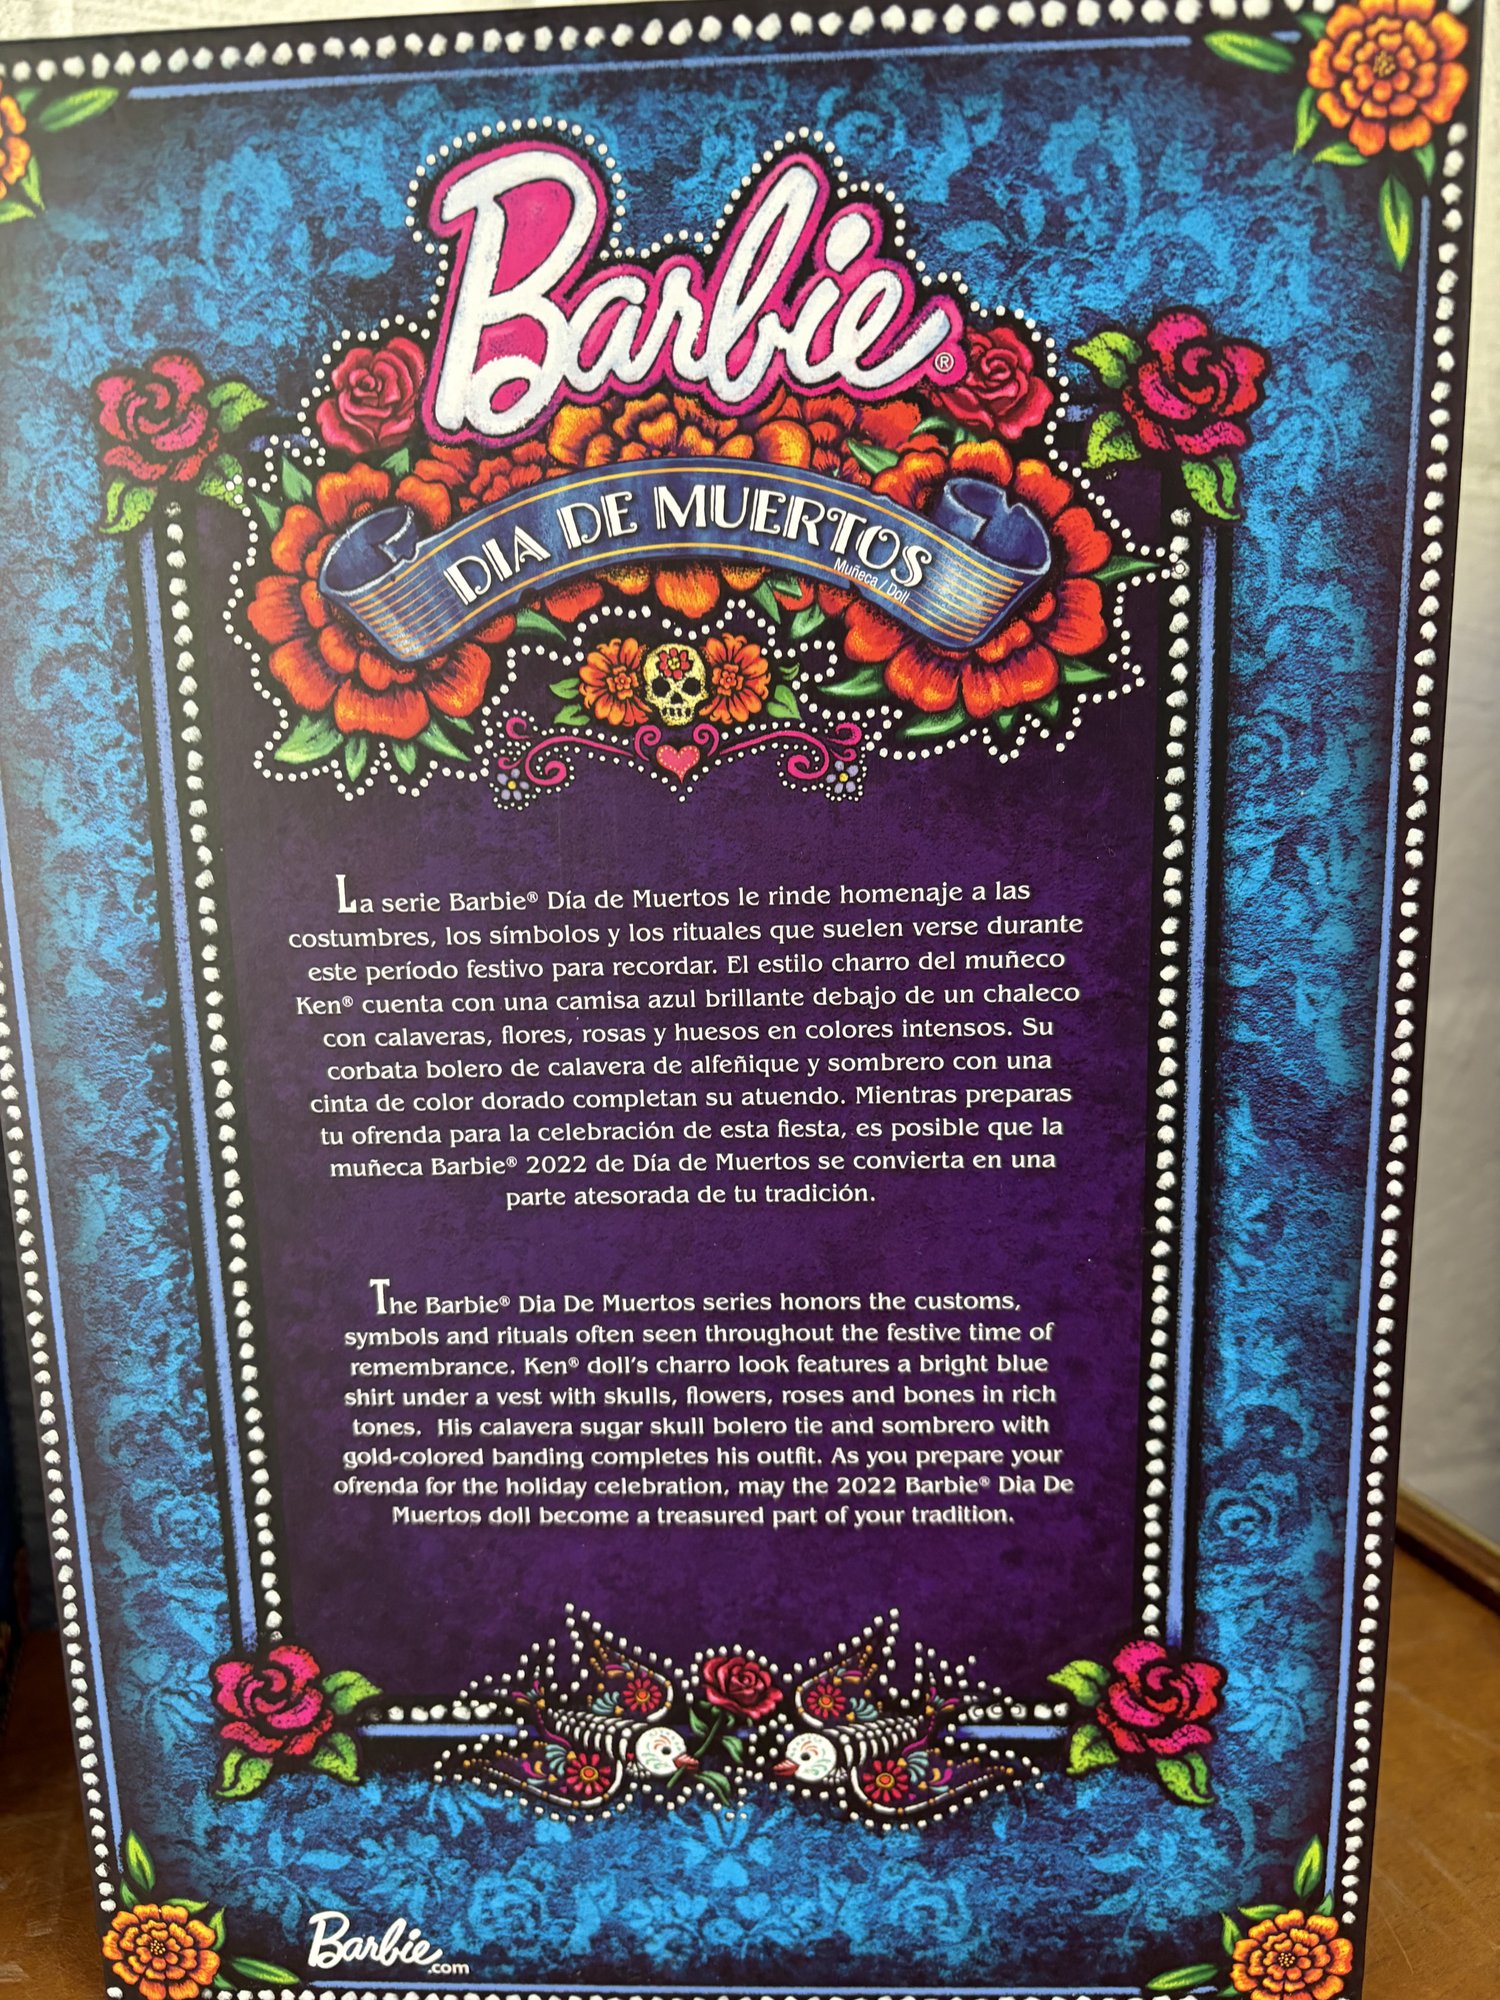 Barbie®
DIA DE MUERTOS
Muñeca / Doll
La serie Barbie® Día de Muertos le rinde homenaje a las
costumbres, los símbolos y los rituales que suelen verse durante
este período festivo para recordar. El estilo charro del muñeco
Ken® cuenta con una camisa azul brillante debajo de un chaleco
con calaveras, flores, rosas y huesos en colores intensos. Su
corbata bolero de calavera de alfeñique y sombrero con una
cinta de color dorado completan su atuendo. Mientras preparas
tu ofrenda para la celebración de esta fiesta, es posible que la
muñeca Barbie® 2022 de Día de Muertos se convierta en una
parte atesorada de tu tradición.
The Barbie® Dia De Muertos series honors the customs,
symbols and rituals often seen throughout the festive time of
remembrance. Ken® doll's charro look features a bright blue
shirt under a vest with skulls, flowers, roses and bones in rich
tones. His calavera sugar skull bolero tie and sombrero with
gold-colored banding completes his outfit. As you prepare your
ofrenda for the holiday celebration, may the 2022 Barbie® Dia De
Muertos doll become a treasured part of your tradition.
Barbie.com